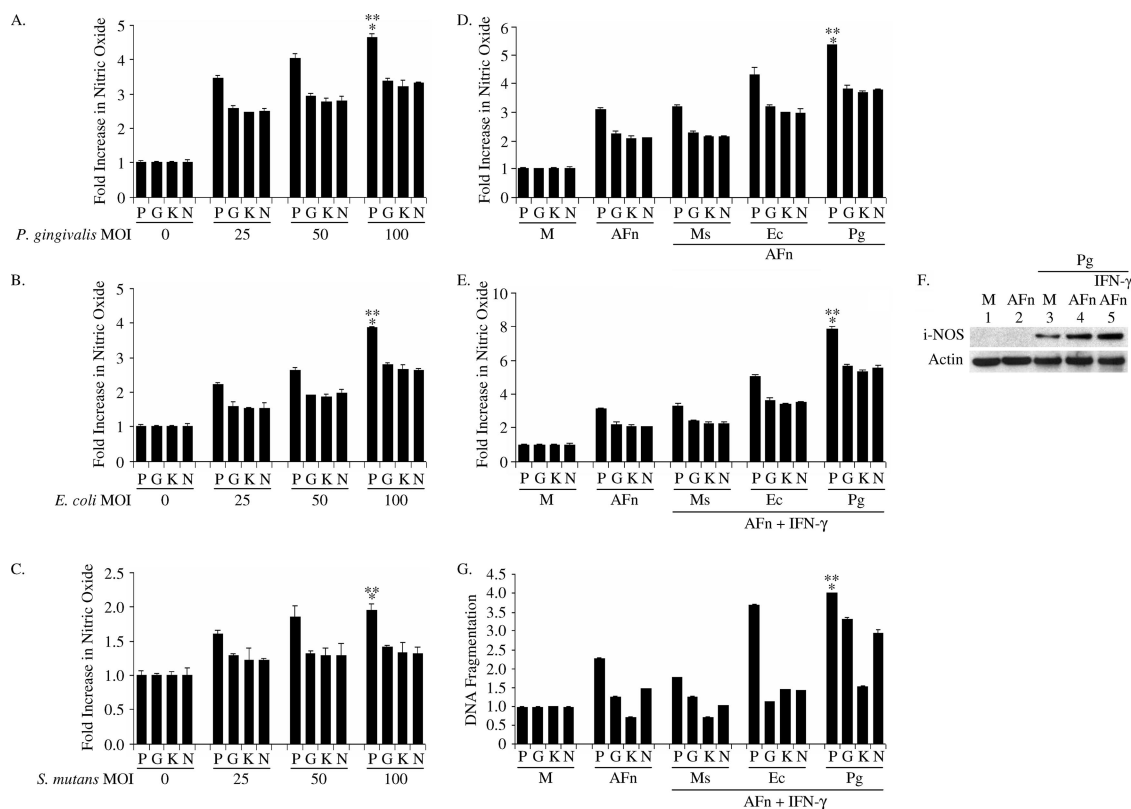 A.
Fold Increase in Nitric Oxide
5
4
3
2
1
0
**
*
P G K N P G K N P G K N P G K N
P. gingivalis MOI 0 25 50 100
B.
Fold Increase in Nitric Oxide
5
4
3
2
1
0
**
*
P G K N P G K N P G K N P G K N
E. coli MOI 0 25 50 100
C.
Fold Increase in Nitric Oxide
2.5
2.0
1.5
1.0
0.5
0.0
**
*
P G K N P G K N P G K N P G K N
S. mutans MOI 0 25 50 100
D.
Fold Increase in Nitric Oxide
6
5
4
3
2
1
0
**
*
P G K N P G K N P G K N P G K N P G K N
M AFn Ms Ec Pg
AFn
E.
Fold Increase in Nitric Oxide
10
8
6
4
2
0
**
*
P G K N P G K N P G K N P G K N P G K N
M AFn Ms Ec Pg
AFn + IFN-γ
F.
Pg
IFN-γ
M AFn M AFn AFn
1 2 3 4 5
i-NOS
Actin
G.
DNA Fragmentation
4.5
4.0
3.5
3.0
2.5
2.0
1.5
1.0
0.5
0
**
*
P G K N P G K N P G K N P G K N P G K N
M AFn Ms Ec Pg
AFn + IFN-γ